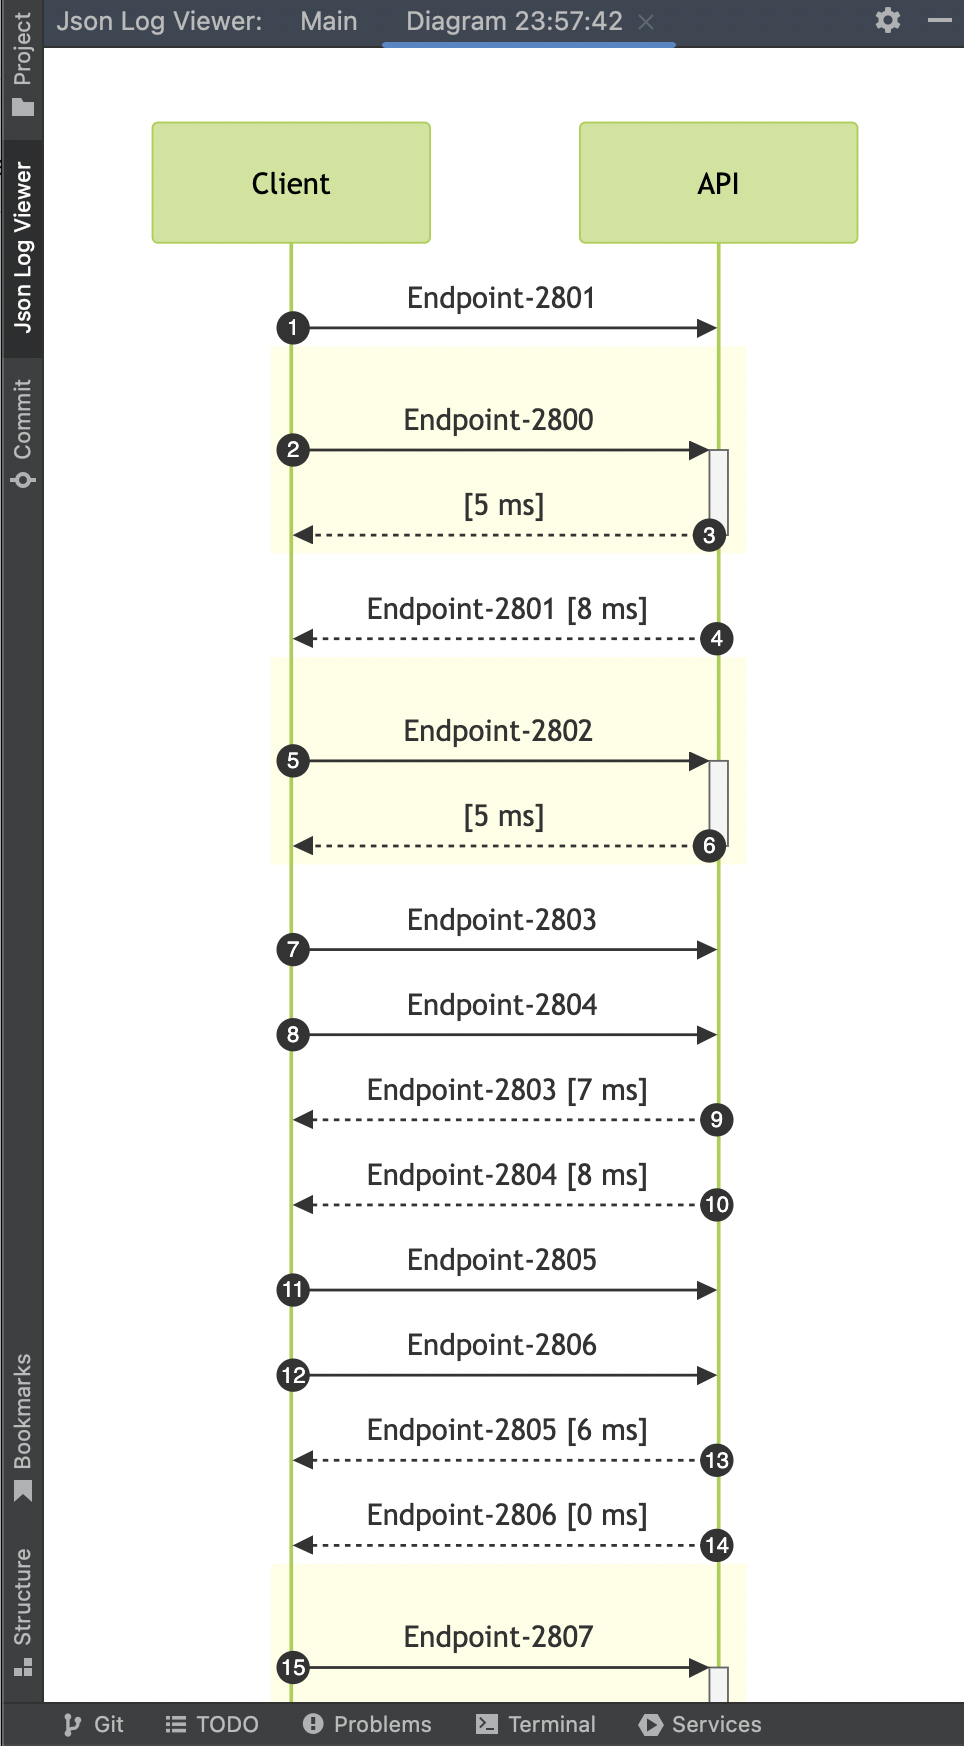 Json Log Viewer: Main Diagram 23:57:42
Project
Json Log Viewer
Commit
Bookmarks
Structure
Client API
Endpoint-2801
1
Endpoint-2800
2
[5 ms]
3
Endpoint-2801 [8 ms]
4
Endpoint-2802
5
[5 ms]
6
Endpoint-2803
7
Endpoint-2804
8
Endpoint-2803 [7 ms]
9
Endpoint-2804 [8 ms]
10
Endpoint-2805
11
Endpoint-2806
12
Endpoint-2805 [6 ms]
13
Endpoint-2806 [0 ms]
14
Endpoint-2807
15
Git TODO Problems Terminal Services